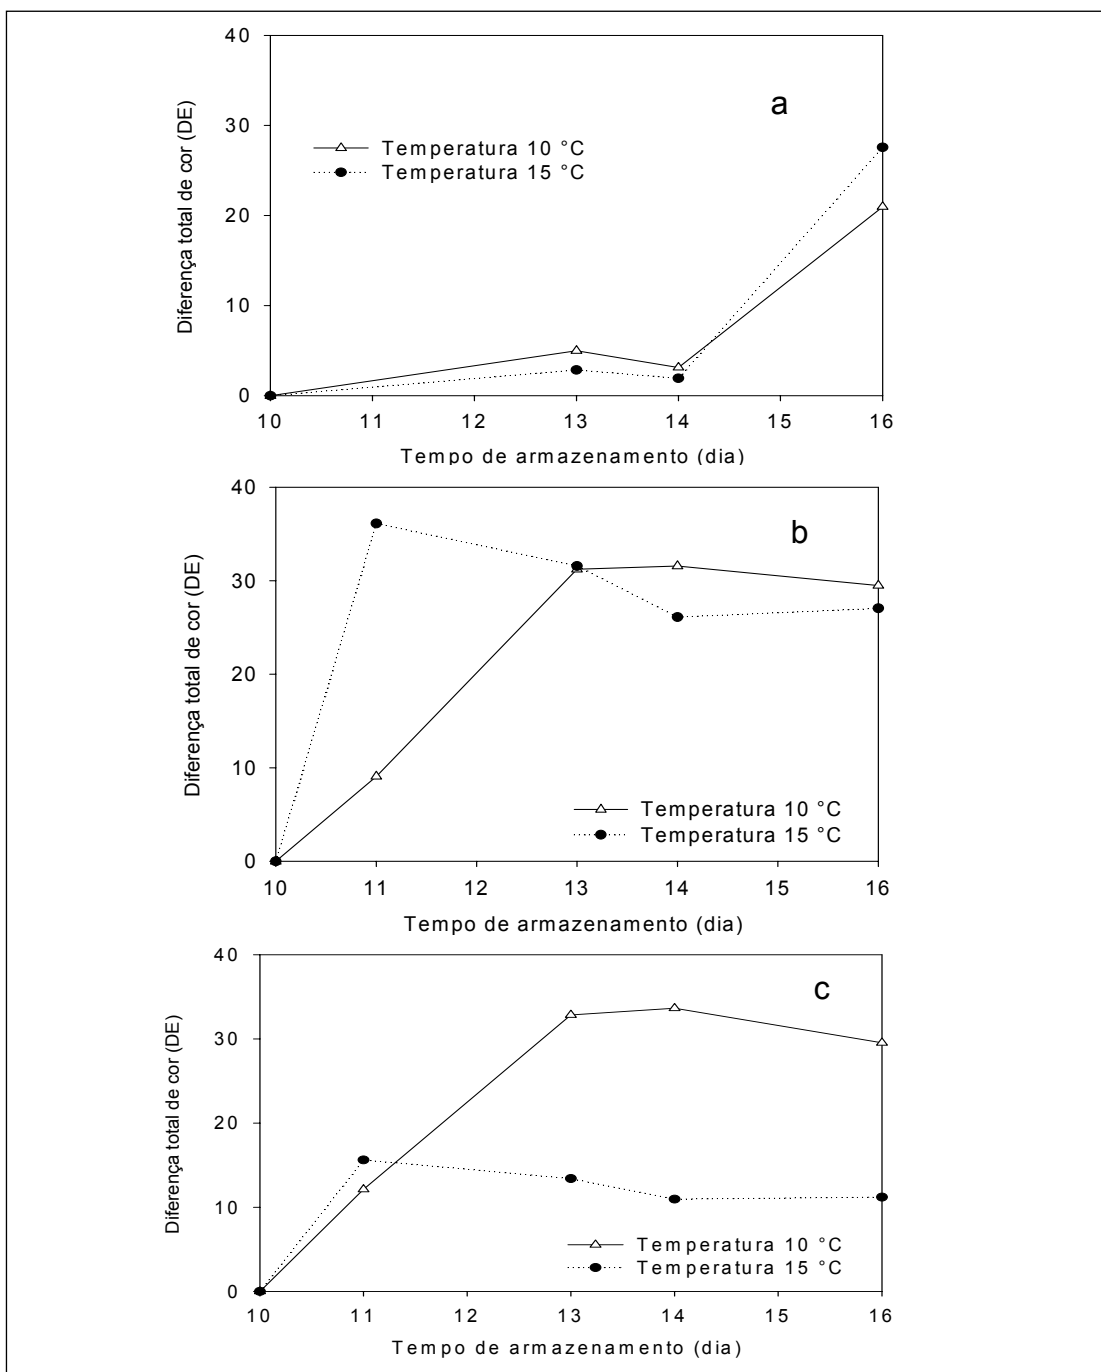 40
a
30
Temperatura 10 °C
Temperatura 15 °C
20
10
0
10 11 12 13 14 15 16
Diferença total de cor (DE)
Tempo de armazenamento (dia)
40
b
30
20
10
Temperatura 10 °C
Temperatura 15 °C
0
10 11 12 13 14 15 16
Diferença total de cor (DE)
Tempo de armazenamento (dia)
40
c
30
20
10
Temperatura 10 °C
Temperatura 15 °C
0
10 11 12 13 14 15 16
Diferença total de cor (DE)
Tempo de armazenamento (dia)